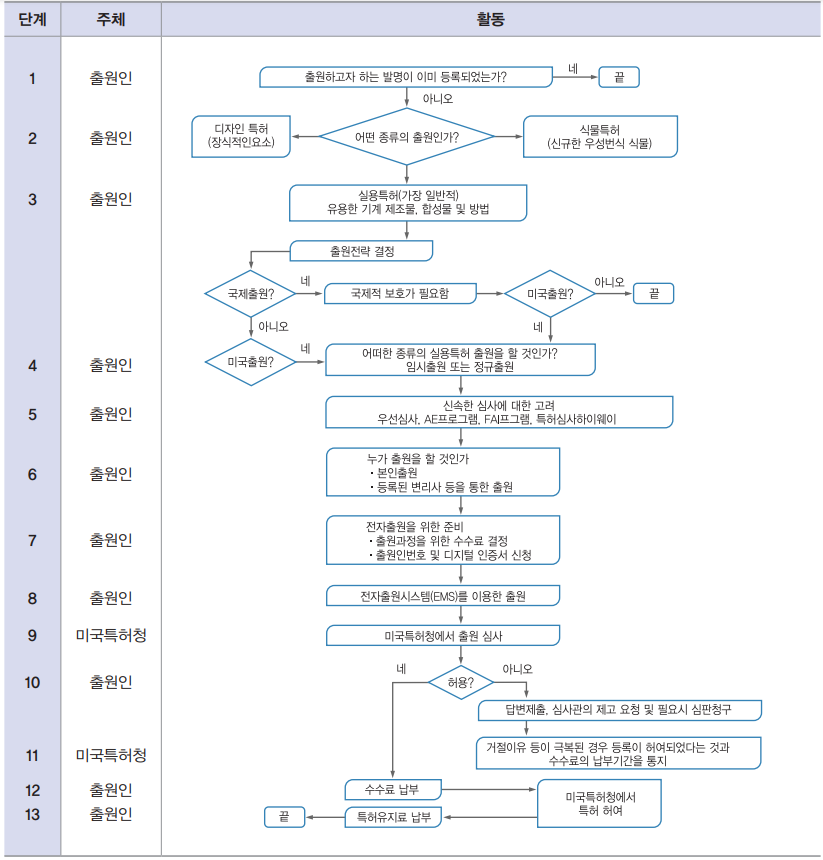 단계 주체 활동
1 출원인 출원하고자 하는 발명이 이미 등록되었는가? 네 끝
아니오
2 출원인 디자인 특허 어떤 종류의 출원인가? 식물특허
(장식적인요소) (신규한 우성번식 식물)
3 출원인 실용특허(가장 일반적)
유용한 기계 제조물, 합성물 및 방법
출원전략 결정
국제출원? 네 국제적 보호가 필요함 미국출원? 아니오 끝
아니오 네
미국출원? 네
4 출원인 어떠한 종류의 실용특허 출원을 할 것인가?
임시출원 또는 정규출원
5 출원인 신속한 심사에 대한 고려
우선심사, AE프로그램, FAI프그램, 특허심사하이웨이
6 출원인 누가 출원을 할 것인가
· 본인출원
· 등록된 변리사 등을 통한 출원
7 출원인 전자출원을 위한 준비
· 출원과정을 위한 수수료 결정
· 출원인번호 및 디지털 인증서 신청
8 출원인 전자출원시스템(EMS)를 이용한 출원
9 미국특허청 미국특허청에서 출원 심사
10 출원인 네 허용? 아니오
답변제출, 심사관의 제고 요청 및 필요시 심판청구
11 미국특허청 거절이유 등이 극복된 경우 등록이 허여되었다는 것과
수수료의 납부기간을 통지
12 출원인 수수료 납부 미국특허청에서
특허 허여
13 출원인 끝 특허유지료 납부